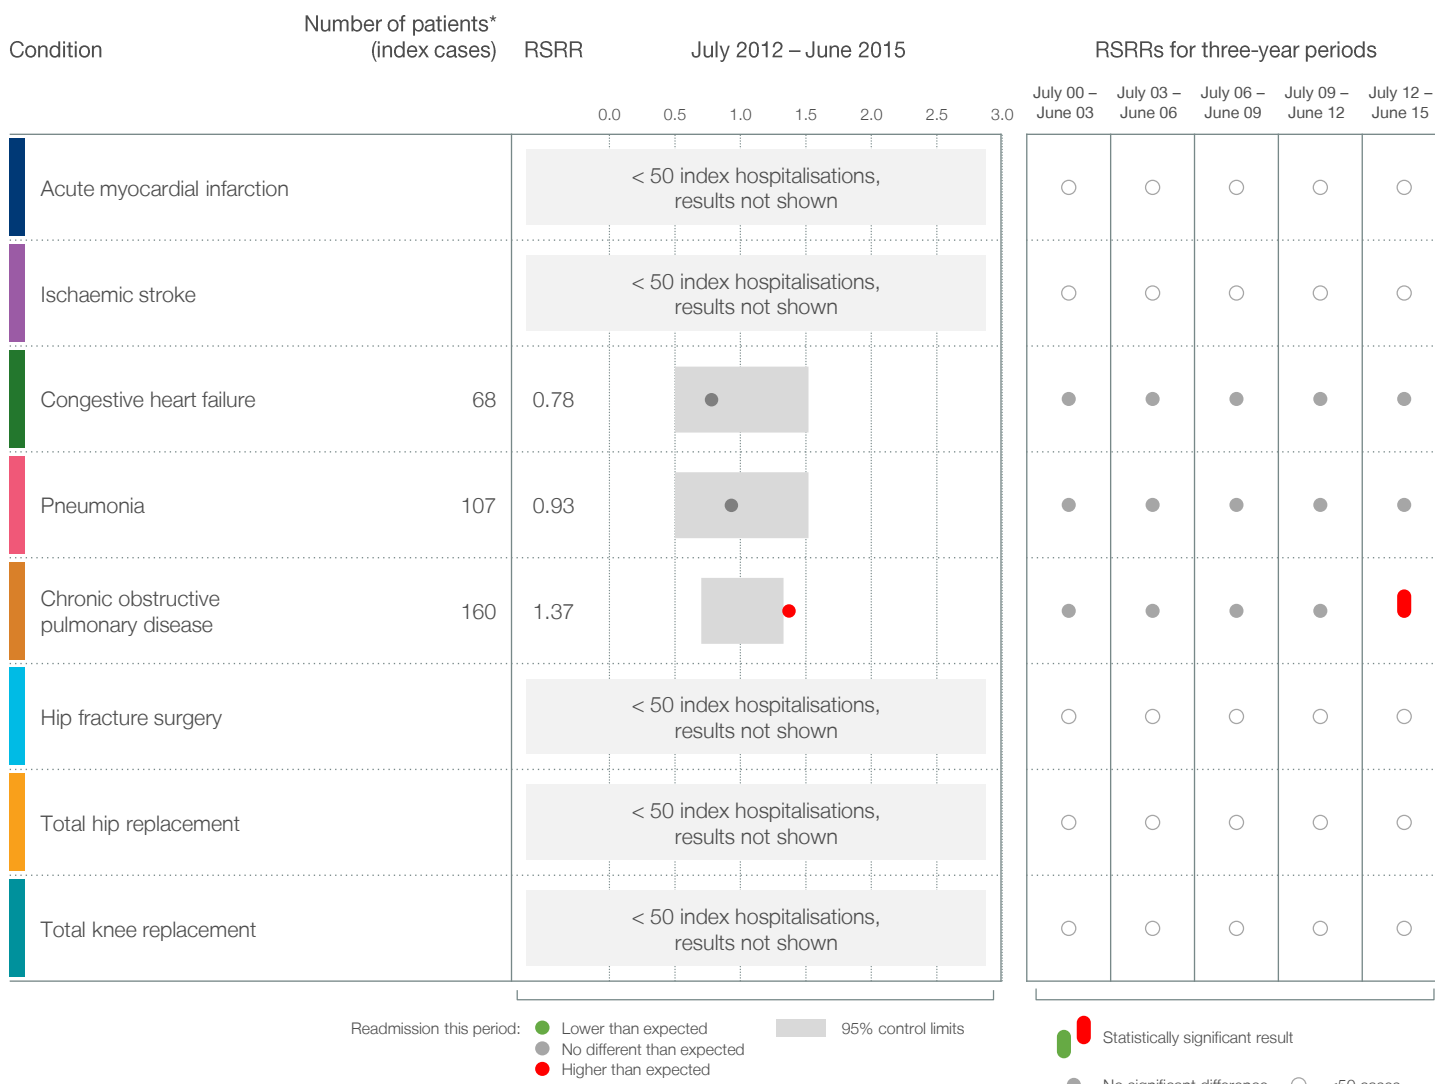 Number of patients*
Condition (index cases) RSRR July 2012 – June 2015 RSRRs for three-year periods
July 00 – July 03 – July 06 – July 09 – July 12 –
June 03 June 06 June 09 June 12 June 15
0.0 0.5 1.0 1.5 2.0 2.5 3.0
Acute myocardial infarction
< 50 index hospitalisations,
results not shown
Ischaemic stroke
< 50 index hospitalisations,
results not shown
Congestive heart failure 68 0.78
Pneumonia 107 0.93
Chronic obstructive
pulmonary disease 160 1.37
Hip fracture surgery
< 50 index hospitalisations,
results not shown
Total hip replacement
< 50 index hospitalisations,
results not shown
Total knee replacement
< 50 index hospitalisations,
results not shown
Readmission this period: Lower than expected 95% control limits
No different than expected
Higher than expected
Statistically significant result
No significant difference <50 cases